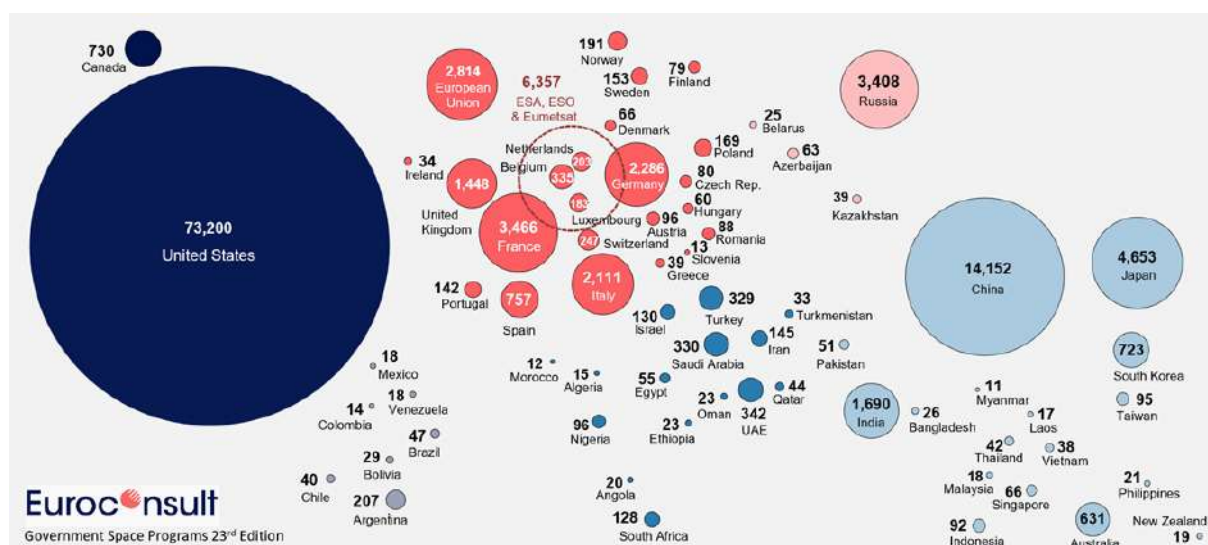 730
Canada
73,200
United States
2,814
European
Union
6,357
ESA, ESO
& Eumetsat
191
Norway
153
Sweden
79
Finland
66
Denmark
3,408
Russia
25
Belarus
63
Azerbaijan
39
Kazakhstan
34
Ireland
1,448
United
Kingdom
Netherlands
203
Belgium
335
183
Luxembourg
2,286
Germany
169
Poland
80
Czech Rep.
60
Hungary
96
Austria
88
Romania
13
Slovenia
39
Greece
3,466
France
247
Switzerland
2,111
Italy
142
Portugal
757
Spain
130
Israel
329
Turkey
33
Turkmenistan
330
Saudi Arabia
145
Iran
51
Pakistan
12
Morocco
15
Algeria
55
Egypt
23
Oman
342
UAE
44
Qatar
96
Nigeria
23
Ethiopia
20
Angola
128
South Africa
14,152
China
4,653
Japan
723
South Korea
95
Taiwan
1,690
India
26
Bangladesh
11
Myanmar
17
Laos
42
Thailand
38
Vietnam
18
Malaysia
66
Singapore
21
Philippines
92
Indonesia
631
Australia
New Zealand
19
18
Mexico
18
Venezuela
14
Colombia
47
Brazil
29
Bolivia
40
Chile
207
Argentina
Euroconsult
Government Space Programs 23rd Edition